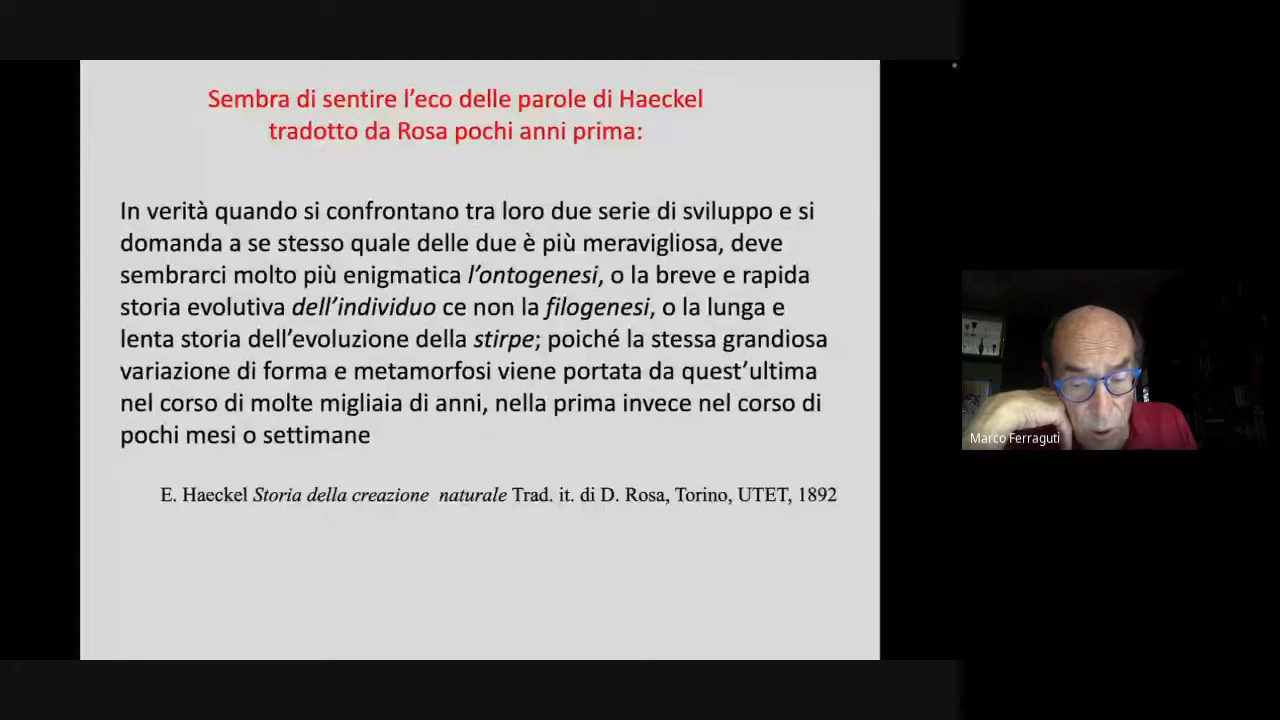 Sembra di sentire l'eco delle parole di Haeckel
tradotto da Rosa pochi anni prima:
In verità quando si confrontano tra loro due serie di sviluppo e si
domanda a se stesso quale delle due è più meravigliosa, deve
sembrarci molto più enigmatica l'ontogenesi, o la breve e rapida
storia evolutiva dell'individuo ce non la filogenesi, o la lunga e
lenta storia dell'evoluzione della stirpe; poiché la stessa grandiosa
variazione di forma e metamorfosi viene portata da quest'ultima
nel corso di molte migliaia di anni, nella prima invece nel corso di
pochi mesi o settimane
E. Haeckel Storia della creazione naturale Trad. it. di D. Rosa, Torino, UTET, 1892
Marco Ferraguti